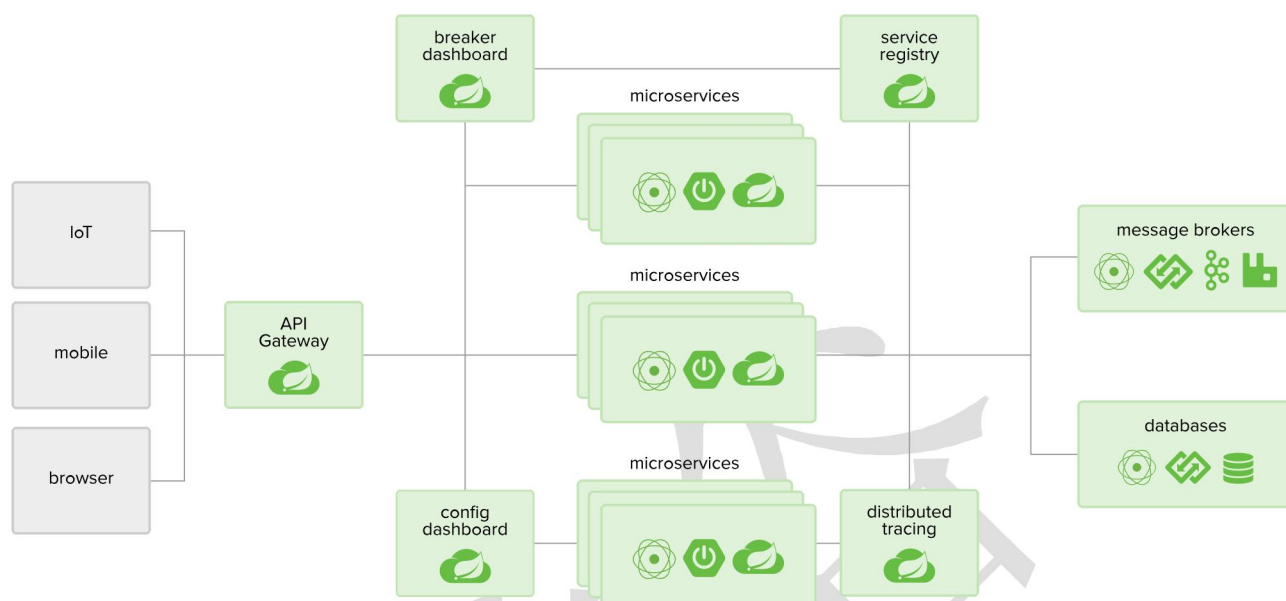 breaker
dashboard
service
registry
microservices
IoT
mobile
browser
API
Gateway
microservices
message brokers
databases
microservices
config
dashboard
distributed
tracing